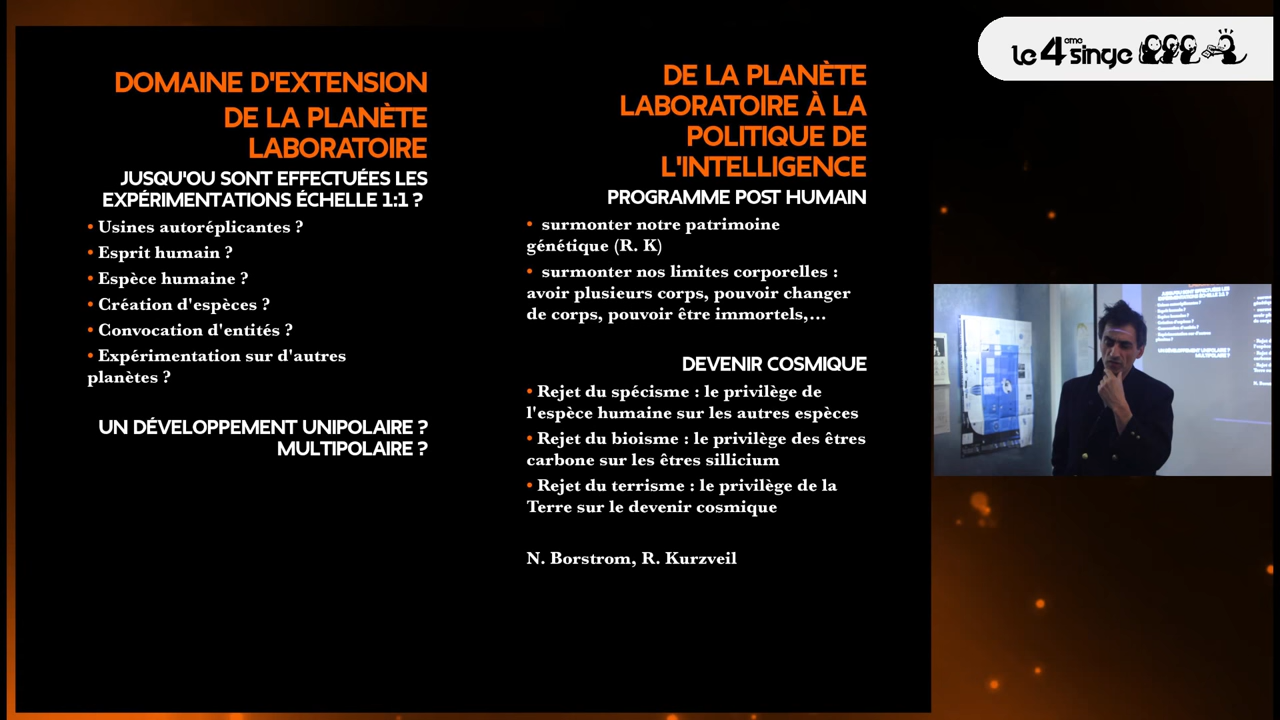 DOMAINE D'EXTENSION
DE LA PLANÈTE
LABORATOIRE
JUSQU'OU SONT EFFECTUÉES LES
EXPÉRIMENTATIONS ÉCHELLE 1:1 ?
• Usines autoréplicantes ?
• Esprit humain ?
• Espèce humaine ?
• Création d'espèces ?
• Convocation d'entités ?
• Expérimentation sur d'autres
planètes ?
UN DÉVELOPPEMENT UNIPOLAIRE ?
MULTIPOLAIRE ?
DE LA PLANÈTE
LABORATOIRE À LA
POLITIQUE DE
L'INTELLIGENCE
PROGRAMME POST HUMAIN
• surmonter notre patrimoine
génétique (R. K)
• surmonter nos limites corporelles :
avoir plusieurs corps, pouvoir changer
de corps, pouvoir être immortels,...
DEVENIR COSMIQUE
• Rejet du spécisme : le privilège de
l'espèce humaine sur les autres espèces
• Rejet du bioisme : le privilège des êtres
carbone sur les êtres sillicium
• Rejet du terrisme : le privilège de la
Terre sur le devenir cosmique
N. Borstrom, R. Kurzveil
le 4eme singe